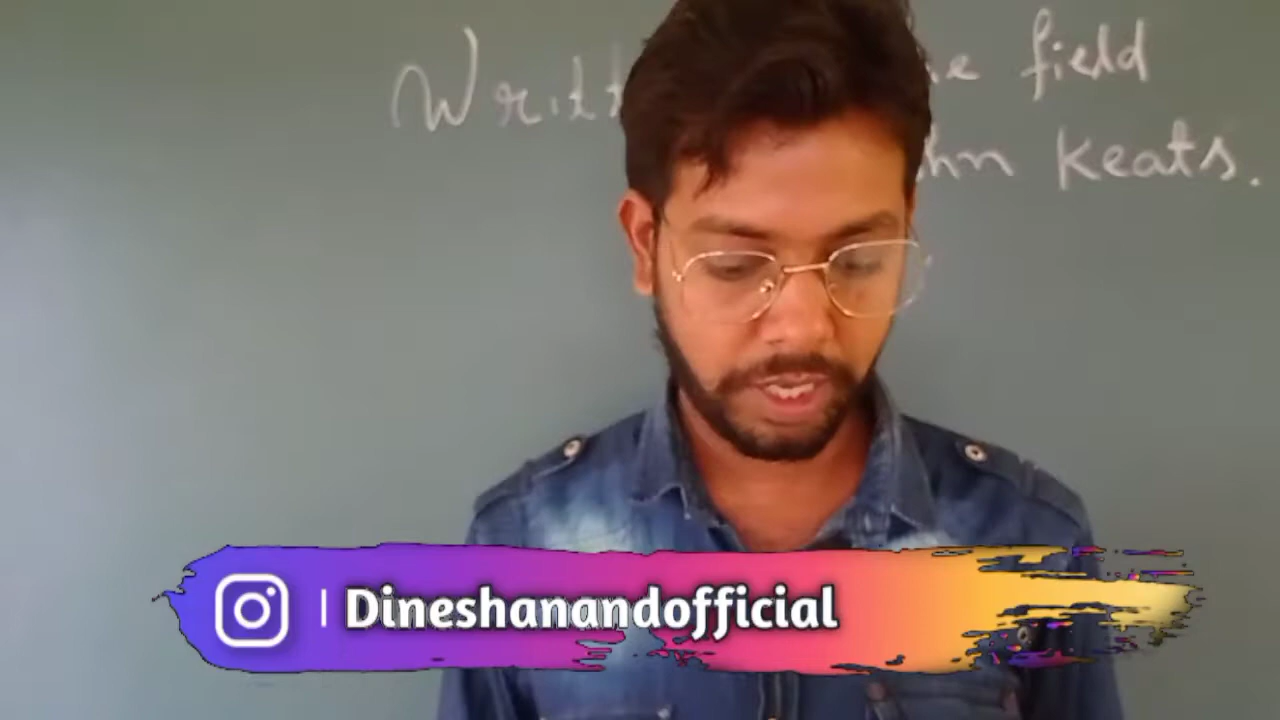 Writt field
hn Keats.
| Dineshanandofficial